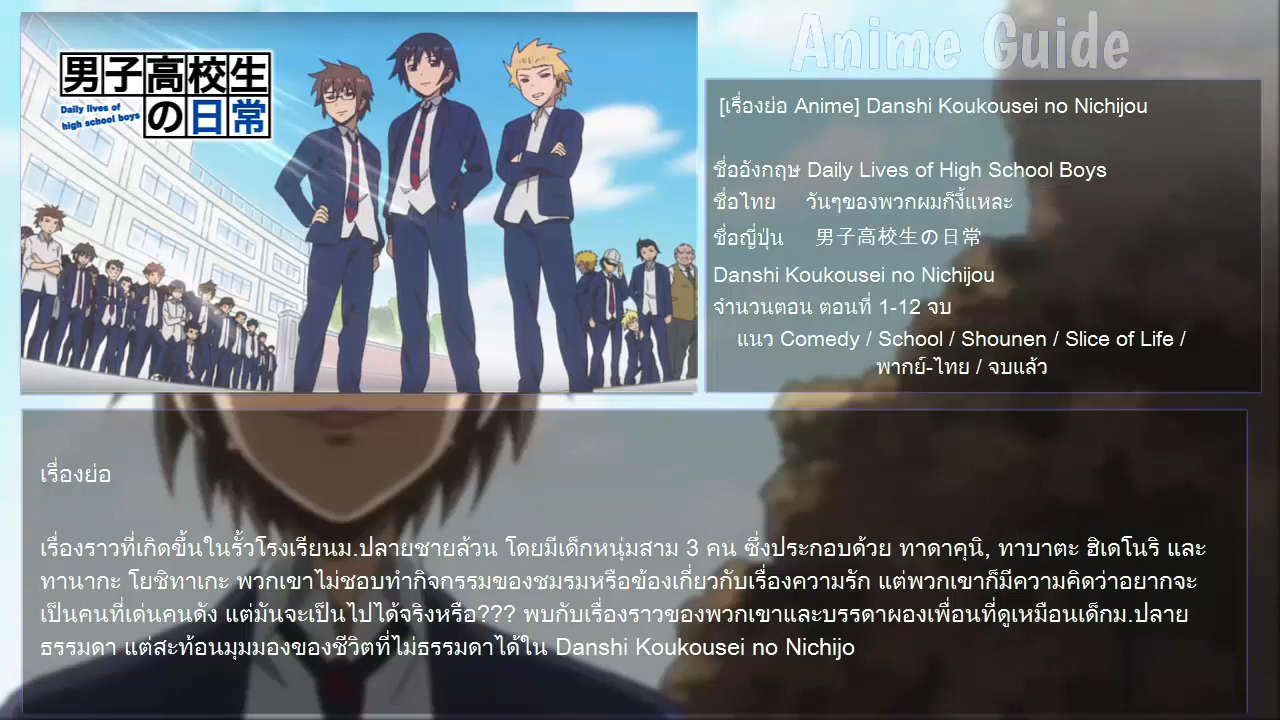 男子高校生
の日常
Daily lives of
high school boys
Anime Guide
[เรื่องย่อ Anime] Danshi Koukousei no Nichijou
ชื่ออังกฤษ Daily Lives of High School Boys
ชื่อไทย วันๆของพวกผมก็งี้แหละ
ชื่อญี่ปุ่น 男子高校生の日常
Danshi Koukousei no Nichijou
จำนวนตอน ตอนที่ 1-12 จบ
แนว Comedy / School / Shounen / Slice of Life /
พากย์-ไทย / จบแล้ว
เรื่องย่อ
เรื่องราวที่เกิดขึ้นในรั้วโรงเรียนม.ปลายชายล้วน โดยมีเด็กหนุ่มสาม 3 คน ซึ่งประกอบด้วย ทาดาคุนิ, ทาบาตะ ฮิเดโนริ และ
ทานากะ โยชิทาเกะ พวกเขาไม่ชอบทำกิจกรรมของชมรมหรือข้องเกี่ยวกับเรื่องความรัก แต่พวกเขาก็มีความคิดว่าอยากจะ
เป็นคนที่เด่นคนดัง แต่มันจะเป็นไปได้จริงหรือ??? พบกับเรื่องราวของพวกเขาและบรรดาผองเพื่อนที่ดูเหมือนเด็กม.ปลาย
ธรรมดา แต่สะท้อนมุมมองของชีวิตที่ไม่ธรรมดาได้ใน Danshi Koukousei no Nichijo